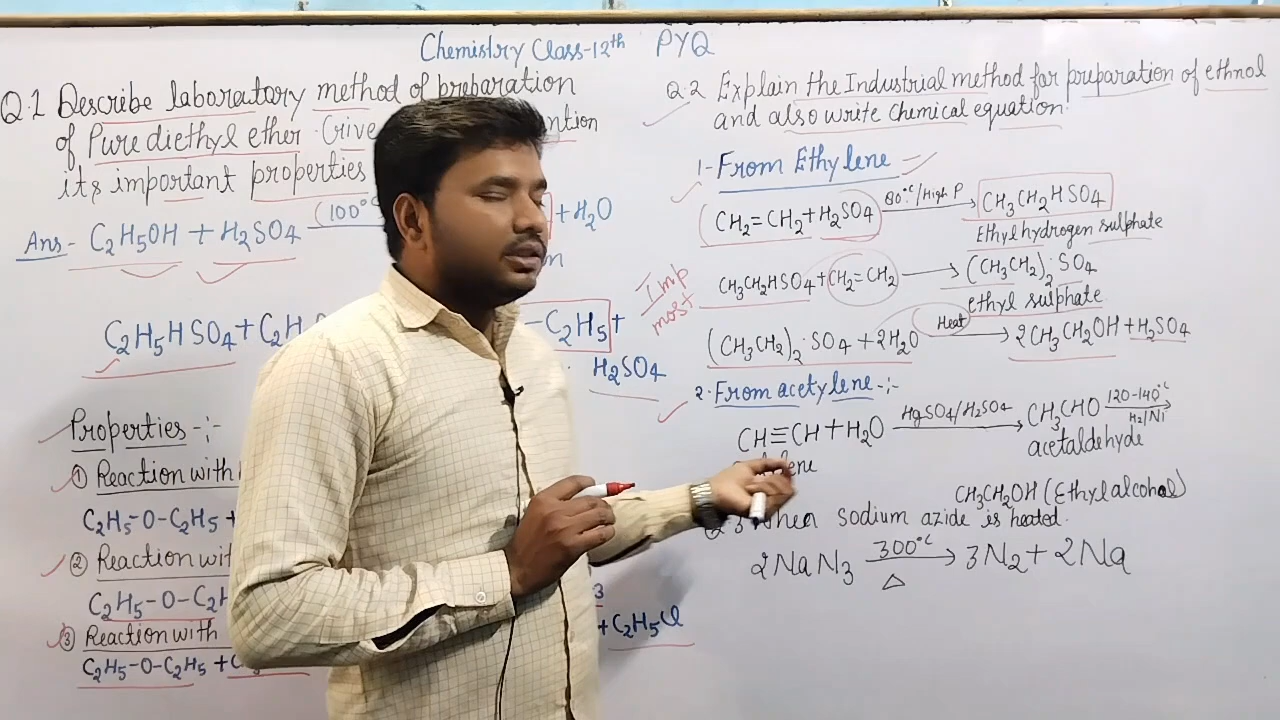 Chemistry Class-12th PYQ
Q.1 Describe laboratory method of preparation
of Pure diethyl ether. Give
its important properties
Ans- C2H5OH + H2SO4 100°C + H2O
C2H5HSO4 + C2H -C2H5 +
H2SO4
Properties -:-
① Reaction with
C2H5-O-C2H5 +
② Reaction with
C2H5-O-C2H
③ Reaction with
C2H5-O-C2H5 + + C2H5Cl
Q.2 Explain the Industrial method for preparation of ethnol
and also write chemical equation.
1- From Ethylene -
CH2=CH2 + H2SO4 80°C/High P → CH3CH2HSO4
Ethyl hydrogen sulphate
Imp
most
CH3CH2HSO4 + CH2=CH2 → (CH3CH2)2·SO4
ethyl sulphate
(CH3CH2)2·SO4 + 2H2O Heat → 2CH3CH2OH + H2SO4
2. From acetylene -:-
CH≡CH + H2O HgSO4/H2SO4 → CH3CHO 120-140°C H2/Ni →
acetaldehyde
CH3CH2OH (Ethyl alcohol)
Q.3 When sodium azide is heated.
2NaN3 300°C △ → 3N2 + 2Na